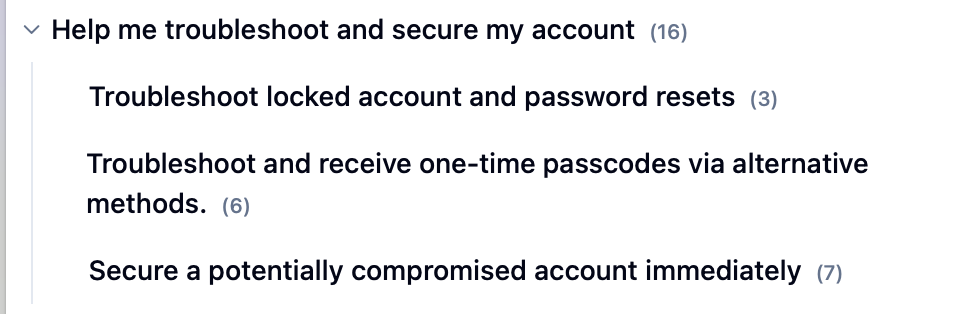 Help me troubleshoot and secure my account (16)
Troubleshoot locked account and password resets (3)
Troubleshoot and receive one-time passcodes via alternative
methods. (6)
Secure a potentially compromised account immediately (7)